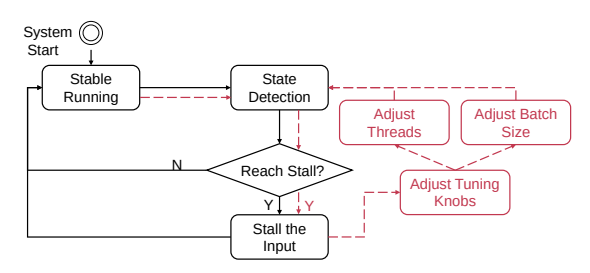 System
Start
Stable
Running
State
Detection
Adjust
Threads
Adjust Batch
Size
N
Reach Stall?
Adjust Tuning
Knobs
Y
Y
Stall the
Input